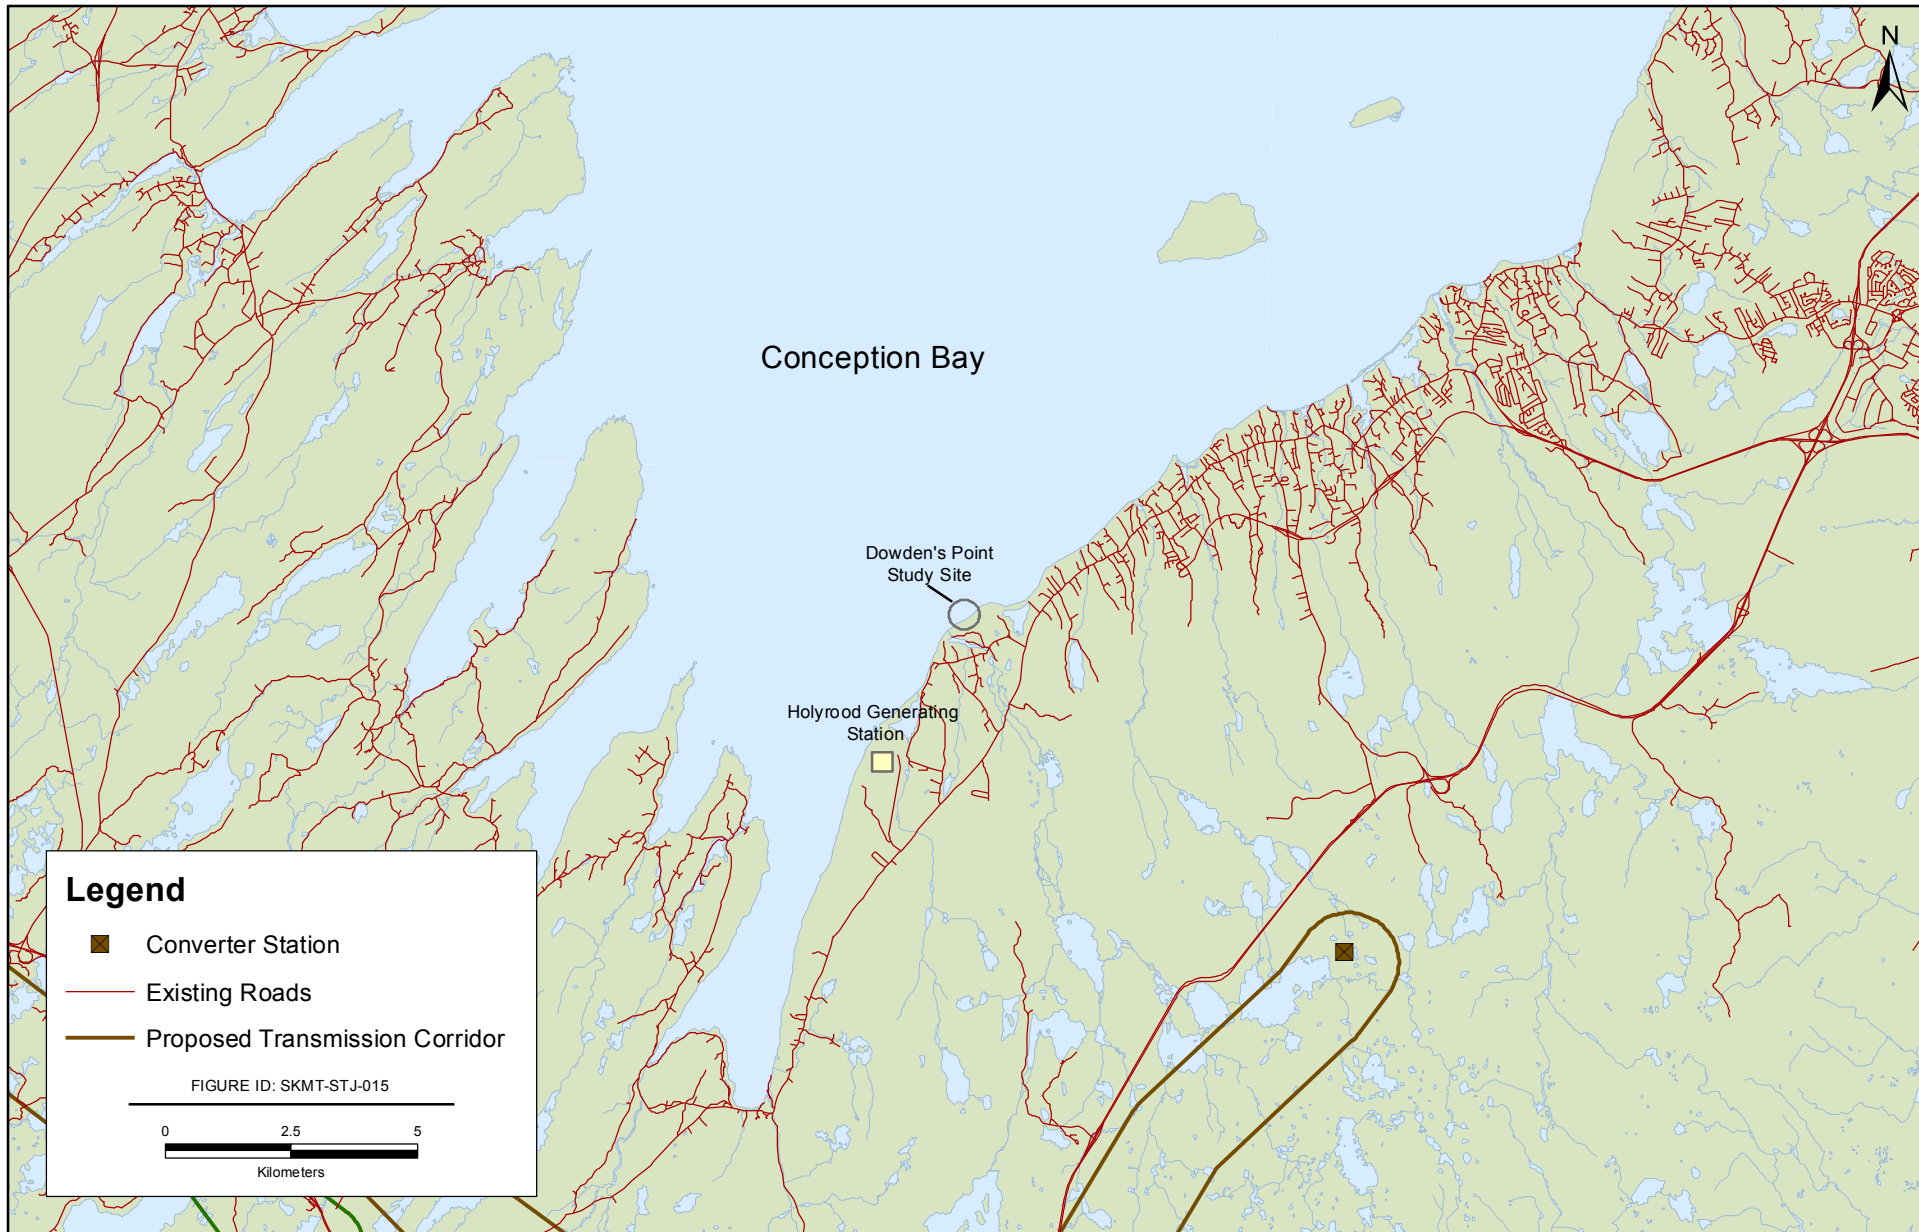 N
Conception Bay
Dowden's Point
Study Site
Holyrood Generating
Station
Legend
Converter Station
Existing Roads
Proposed Transmission Corridor
FIGURE ID: SKMT-STJ-015
0 2.5 5
Kilometers